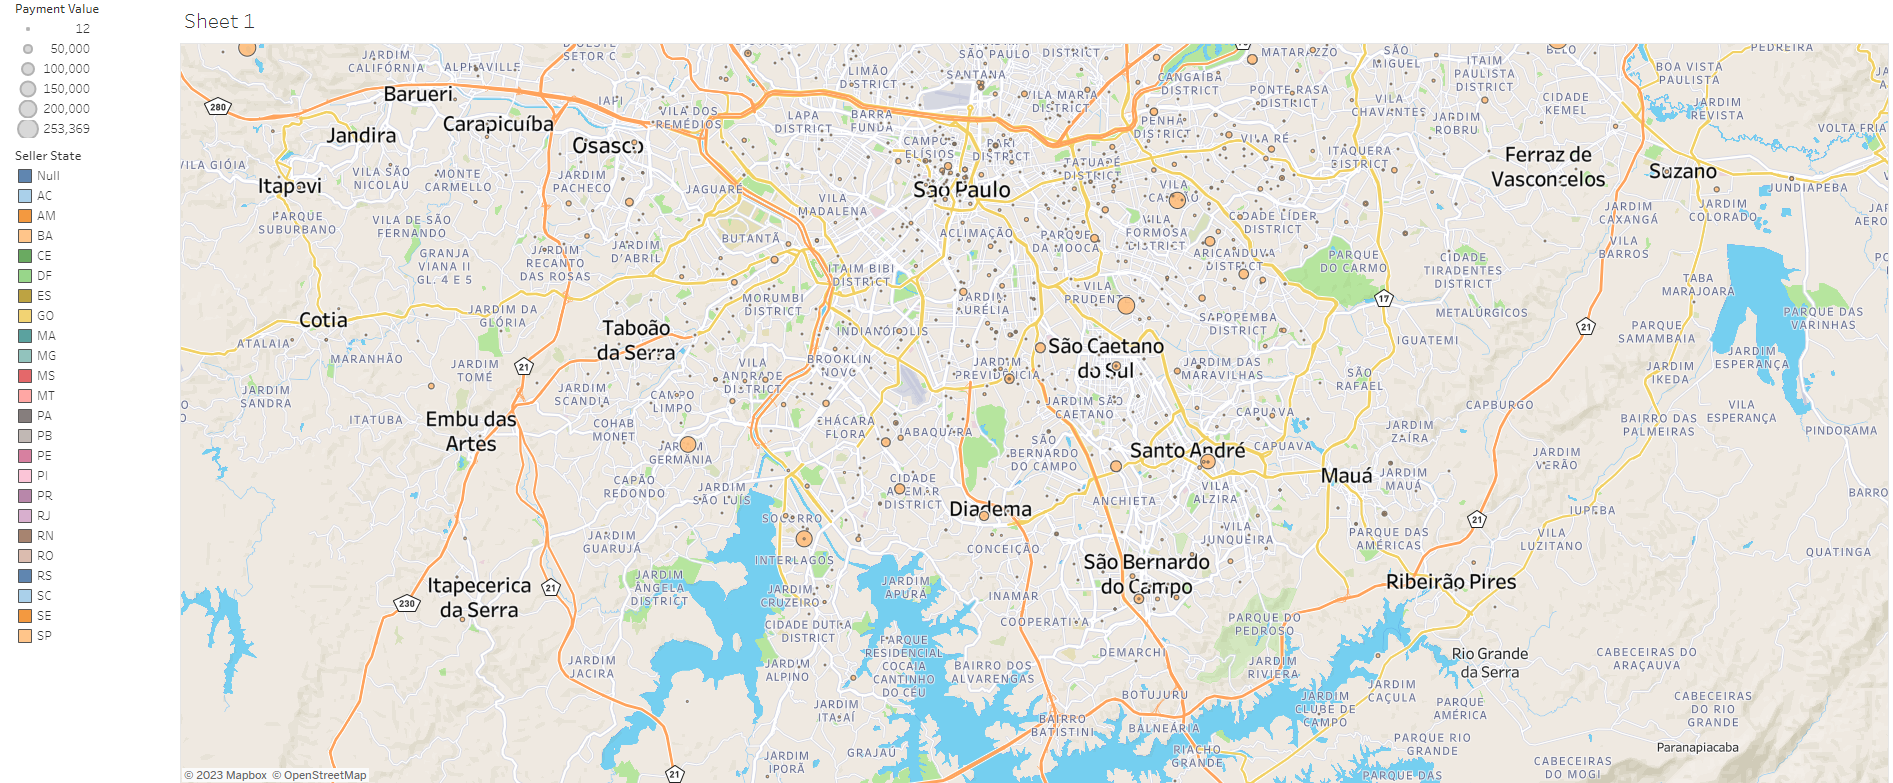 Payment Value
12
50,000
100,000
150,000
200,000
253,369
Seller State
Null
AC
AM
BA
CE
DF
ES
GO
MA
MG
MS
MT
PA
PB
PE
PI
PR
RJ
RN
RO
RS
SC
SE
SP
Sheet 1
JARDIM
CALIFÓRNIA
ALPHAVILLE
SETOR C
LIMÃO
DISTRICT
SÃO PAULO
DISTRICT
SANTANA
CANGAÍBA
DISTRICT
MATARAZZO
SÃO
MIGUEL
ITAIM
PAULISTA
DISTRICT
BELO
PEDREIRA
BOA VISTA
PAULISTA
280
Barueri
Jandira
Carapicuíba
IAPI
Osasco
VILA DOS
REMÉDIOS
LAPA
DISTRICT
BARRA
FUNDA
VILA MARIA
DISTRICT
PENHA
DISTRICT
PONTE RASA
DISTRICT
VILA
CHAVANTES
JARDIM
ROBRU
CIDADE
KEMEL
JARDIM
REVISTA
VOLTA FRIA
VILA GIÓIA
Itapevi
VILA SÃO
NICOLAU
MONTE
CARMELLO
JARDIM
PACHECO
JAGUARÉ
CAMPOS
ELÍSIOS
PARI
DISTRICT
TATUAPÉ
DISTRICT
VILA RÉ
ITAQUERA
DISTRICT
Ferraz de
Vasconcelos
Suzano
JUNDIAPEBA
São Paulo
PARQUE
SUBURBANO
VILA DE SÃO
FERNANDO
VILA
MADALENA
VILA
FORMOSA
DISTRICT
CIDADE LÍDER
DISTRICT
JARDIM
CAXANGÁ
JARDIM
COLORADO
GRANJA
VIANA II
GL. 4 E 5
JARDIM
RECANTO
DAS ROSAS
JARDIM
D'ABRIL
BUTANTÃ
ACLIMAÇÃO
PARQUE
DA MOOCA
ARICANDUVA
DISTRICT
PARQUE
DO CARMO
CIDADE
TIRADENTES
DISTRICT
VILA
BARROS
TABA
MARAJOARA
ITAIM BIBI
DISTRICT
VILA
PRUDENTE
17
Cotia
JARDIM DA
GLÓRIA
Taboão
da Serra
MORUMBI
DISTRICT
JARDIM
AURÉLIA
INDIANÓPOLIS
SAPOPEMBA
DISTRICT
METALÚRGICOS
21
PARQUE
SAMAMBAIA
PARQUE DAS
VARINHAS
ATALAIA
MARANHÃO
JARDIM
TOMÉ
21
VILA
ANDRADE
DISTRICT
BROOKLIN
NOVO
JARDIM
PREVIDÊNCIA
São Caetano
do Sul
JARDIM DAS
MARAVILHAS
IGUATEMI
SÃO
RAFAEL
JARDIM
IKEDA
JARDIM
ESPERANÇA
JARDIM
SANDRA
ITATUBA
Embu das
Artes
JARDIM
SCANDIA
CAMPO
LIMPO
COHAB
MONET
CHÁCARA
FLORA
JABAQUARA
JARDIM SÃO
CAETANO
CAPUAVA
CAPBURGO
JARDIM
ZAÍRA
BAIRRO DAS
PALMEIRAS
VILA
ESPERANÇA
PINDORAMA
JARDIM
GERMÂNIA
SÃO
BERNARDO
DO CAMPO
Santo André
CAPUAVA
Mauá
JARDIM
MAUÁ
JARDIM
VERÃO
CAPÃO
REDONDO
JARDIM
SÃO LUÍS
CIDADE
ADEMAR
DISTRICT
Diadema
ANCHIETA
VILA
ALZIRA
IUPEBA
BARRO
SOCORRO
JARDIM
GUARUJÁ
INTERLAGOS
CONCEIÇÃO
VILA
JUNQUEIRA
PARQUE DAS
AMÉRICAS
21
VILA
LUZITANO
QUATINGA
Itapecerica
da Serra
21
230
JARDIM
ÂNGELA
DISTRICT
JARDIM
CRUZEIRO
JARDIM
APURÁ
INAMAR
São Bernardo
do Campo
Ribeirão Pires
CIDADE DUTRA
DISTRICT
COOPERATIVA
PARQUE DO
PEDROSO
PARQUE
RESIDENCIAL
COCAIA
CANTINHO
DO CÉU
JARDIM
JACIRA
JARDIM
ALPINO
BAIRRO DOS
ALVARENGAS
DEMARCHI
JARDIM
RIVIERA
Rio Grande
da Serra
CABECEIRAS DO
ARAÇAUVA
JARDIM
ITAJAÍ
BOTUJURU
JARDIM
CLUBE DE
CAMPO
JARDIM
CAÇULA
PARQUE
AMÉRICA
CABECEIRAS
DO RIO
GRANDE
BAIRRO
BATISTINI
BALNEÁRIA
GRAJAÚ
JARDIM
IPORÃ
21
RIACHO
GRANDE
PARQUE RIO
GRANDE
PARQUE DAS
Paranapiacaba
CABECEIRAS
DO MOGI
© 2023 Mapbox © OpenStreetMap